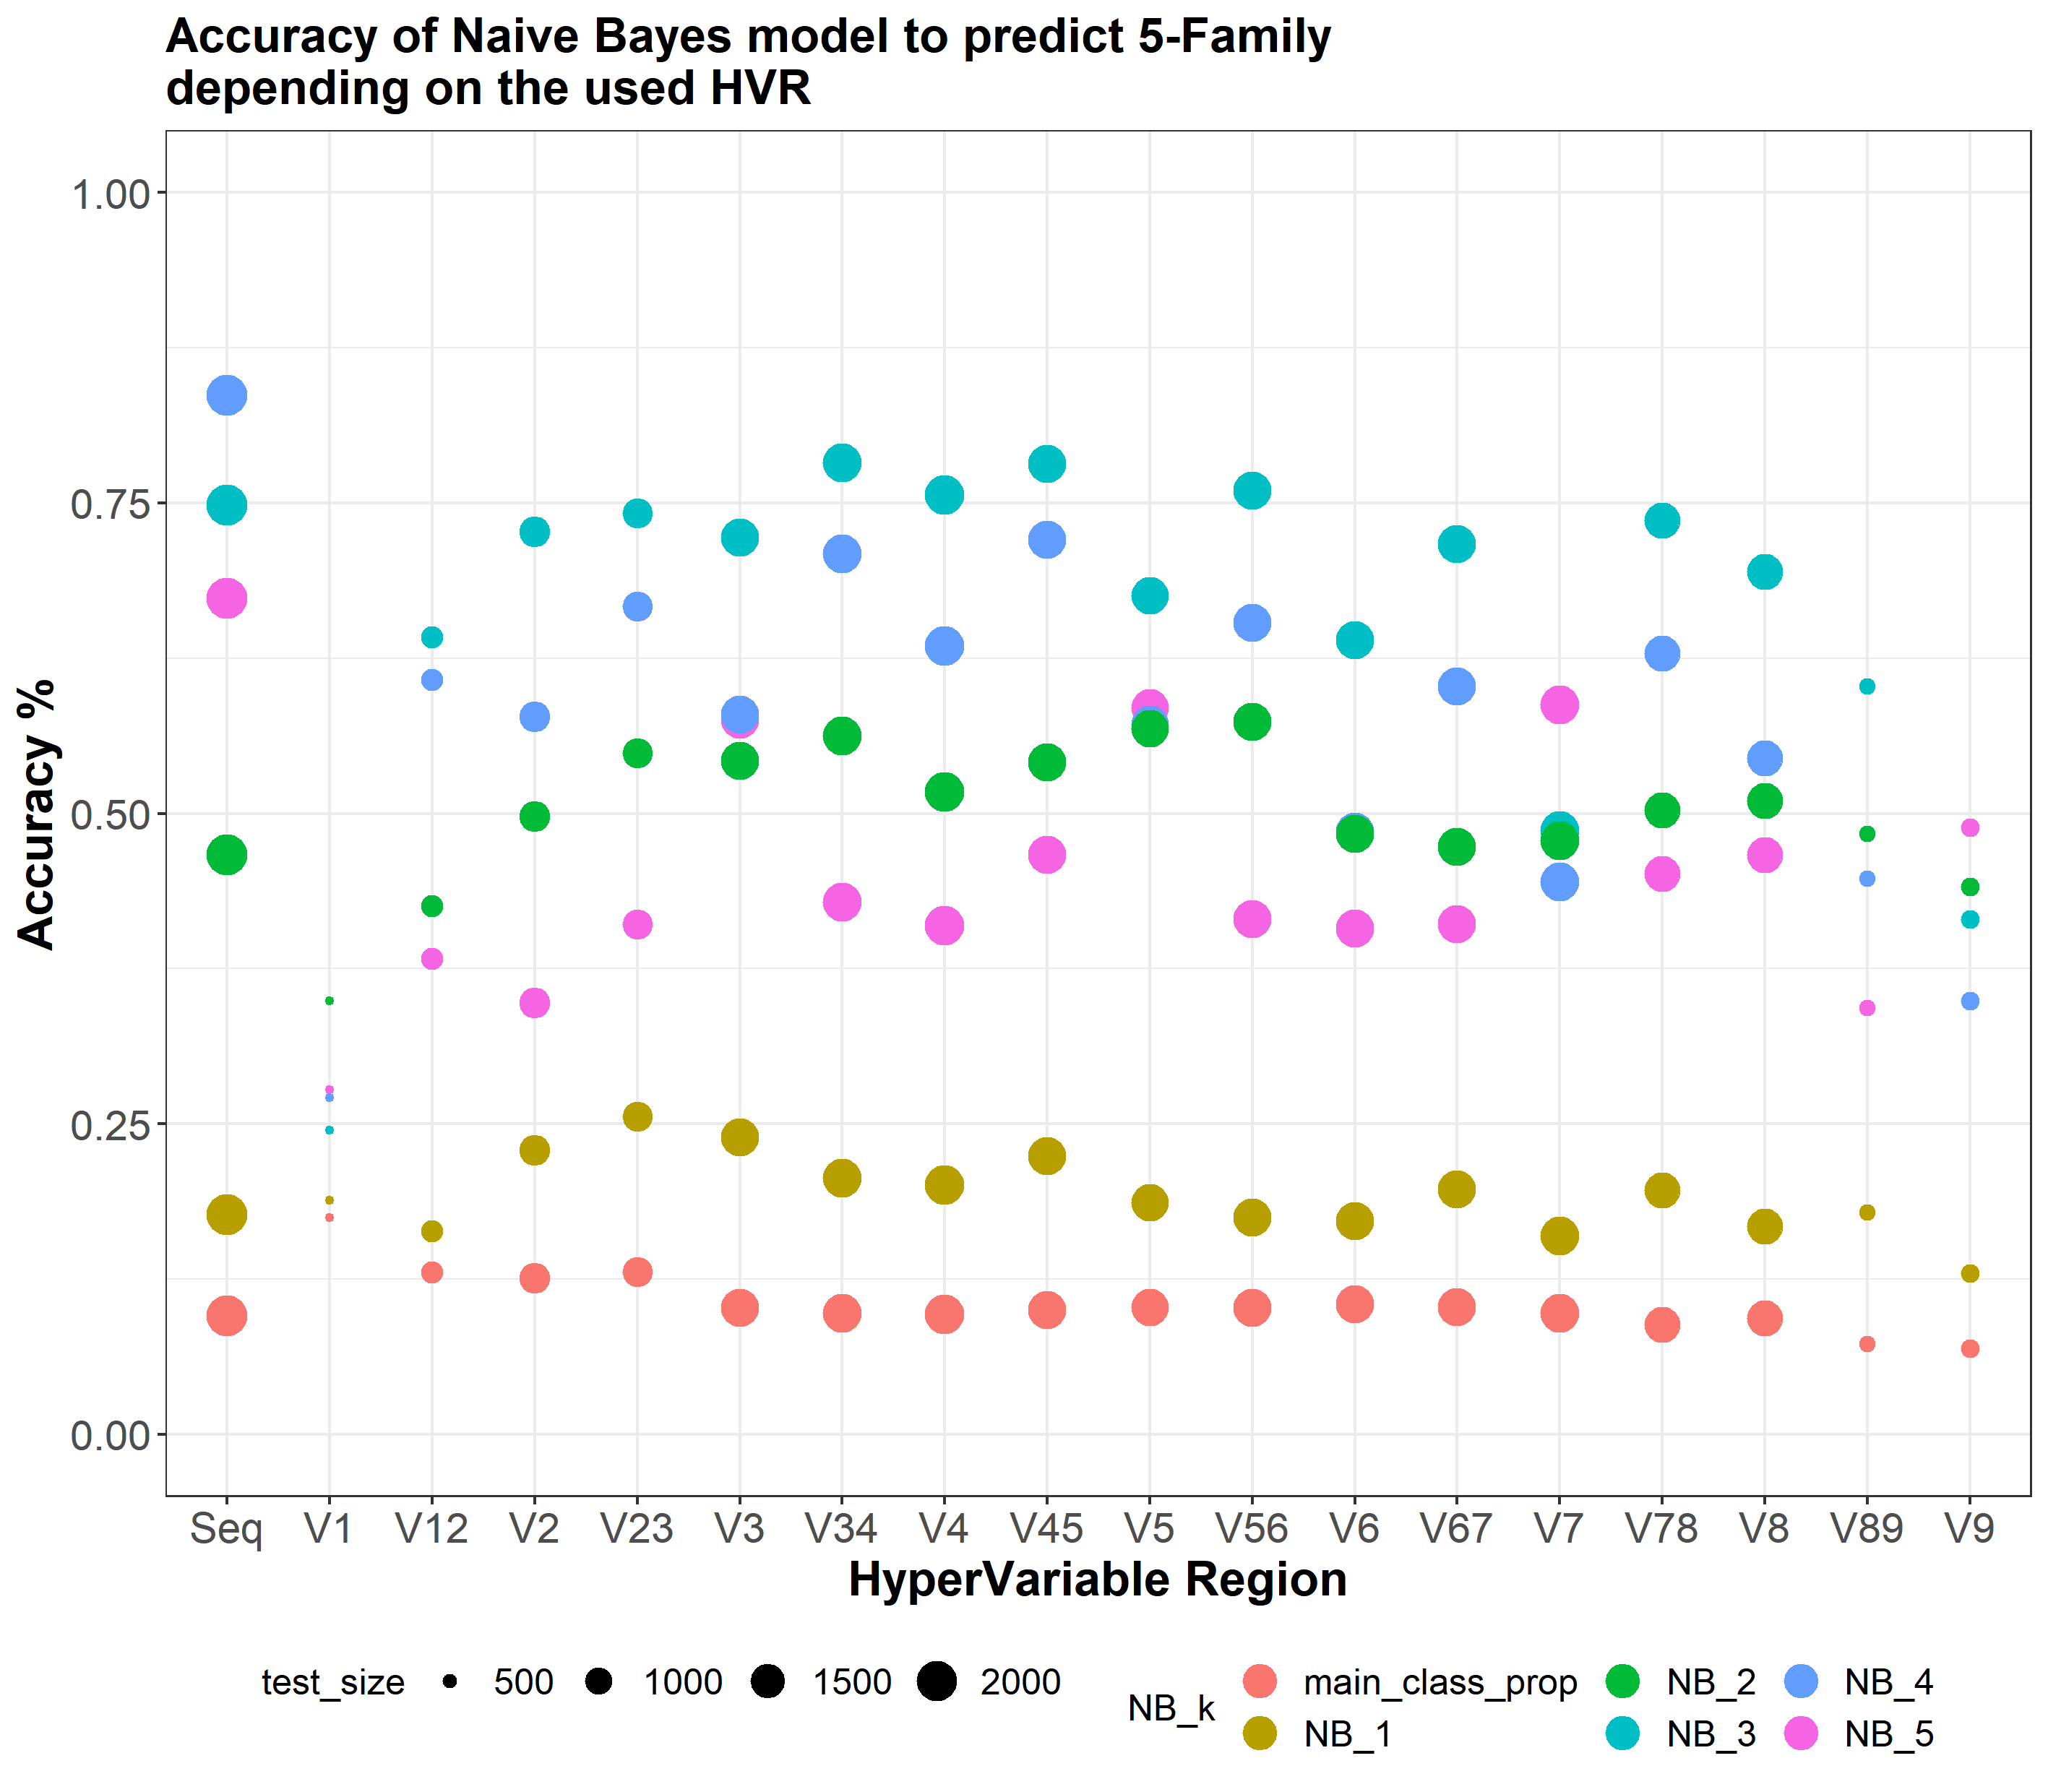 Accuracy of Naive Bayes model to predict 5-Family
depending on the used HVR
1.00
0.75
0.50
0.25
0.00
Accuracy %
Seq V1 V12 V2 V23 V3 V34 V4 V45 V5 V56 V6 V67 V7 V78 V8 V89 V9
HyperVariable Region
test_size 500 1000 1500 2000
NB_k
main_class_prop NB_2 NB_4
NB_1 NB_3 NB_5